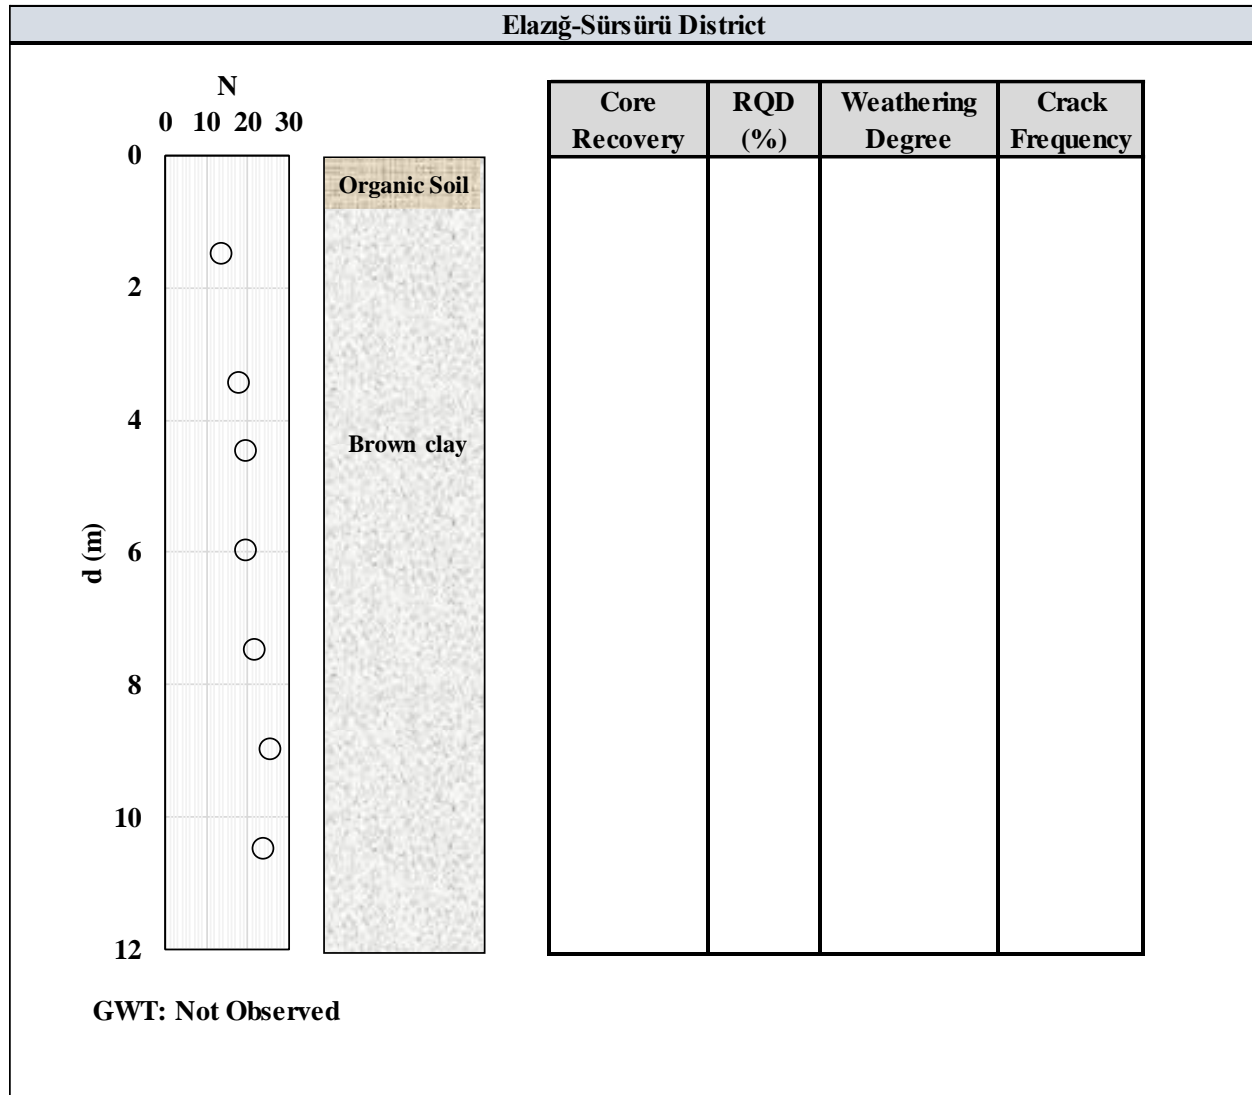 Elazığ-Sürsürü District
N
0 10 20 30
0
2
4
6
8
10
12
d (m)
Organic Soil
Brown clay
Core Recovery
RQD (%)
Weathering Degree
Crack Frequency
GWT: Not Observed